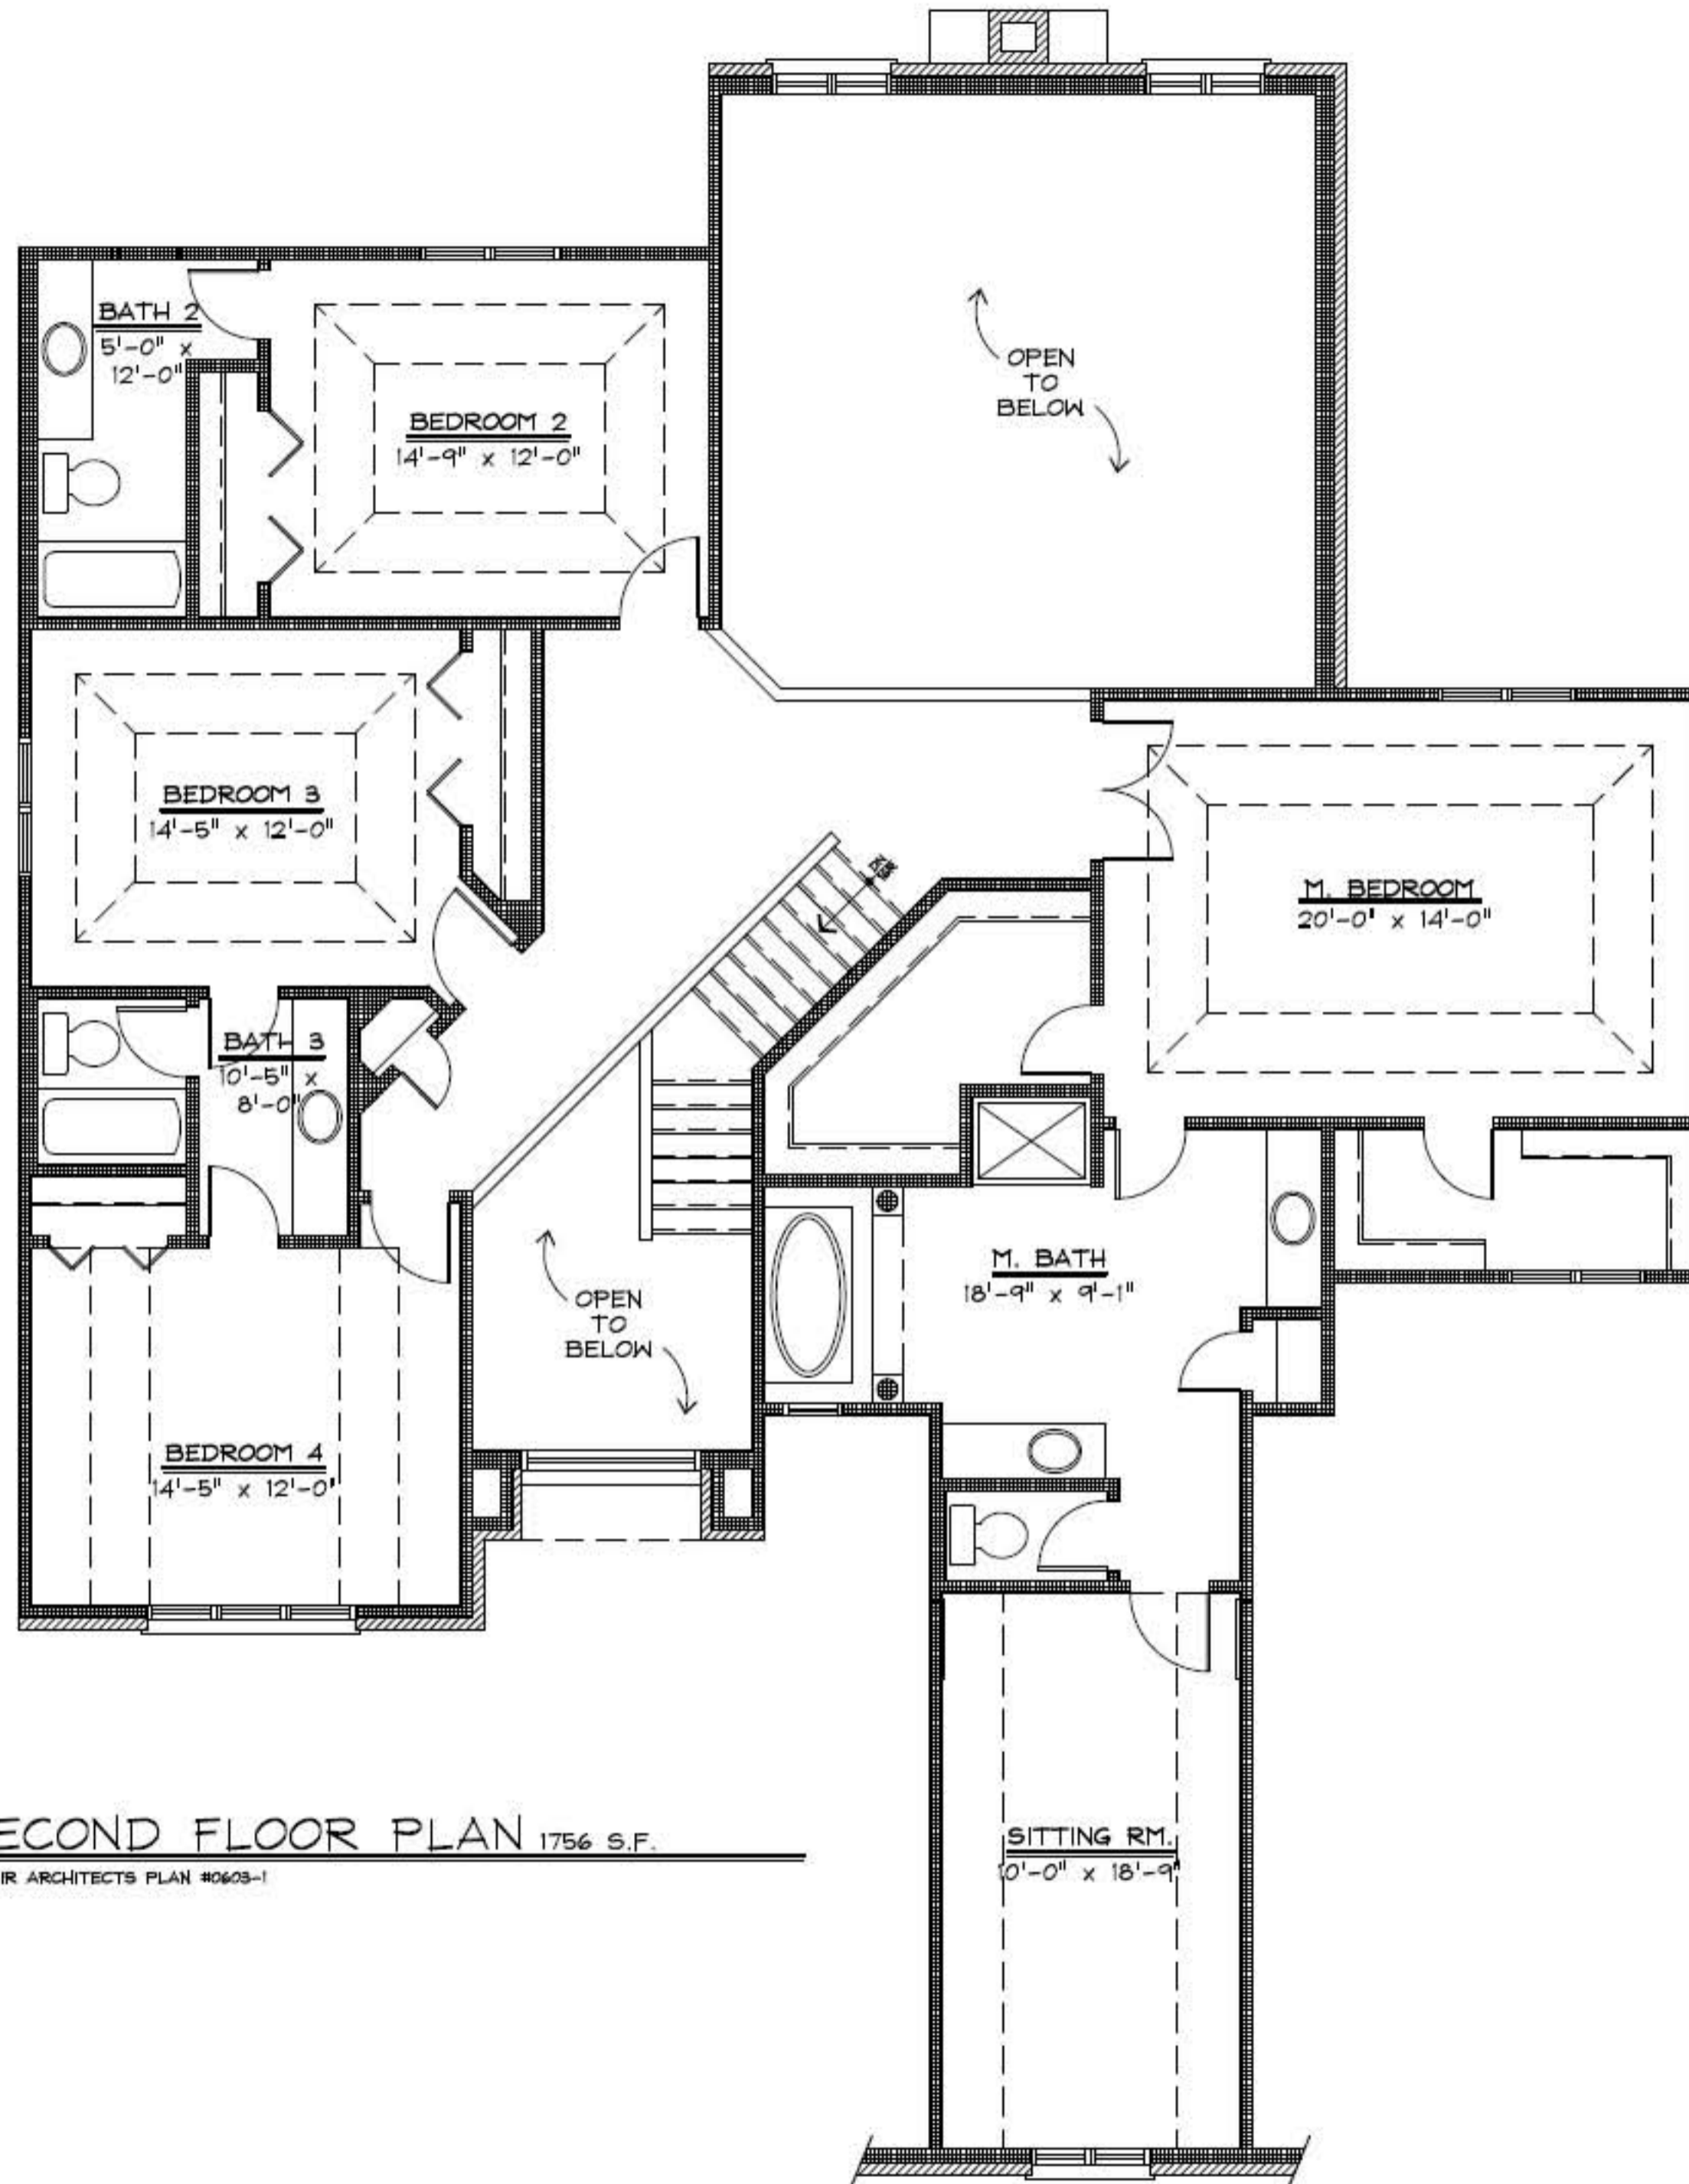 BATH 2
5'-0" x
12'-0"
BEDROOM 2
14'-9" x 12'-0"
OPEN
TO
BELOW
BEDROOM 3
14'-5" x 12'-0"
M. BEDROOM
20'-0" x 14'-0"
BATH 3
10'-5" x
8'-0"
M. BATH
18'-9" x 9'-1"
OPEN
TO
BELOW
BEDROOM 4
14'-5" x 12'-0"
SITTING RM.
10'-0" x 18'-9"
ECOND FLOOR PLAN 1756 S.F.
IR ARCHITECTS PLAN #0603-1